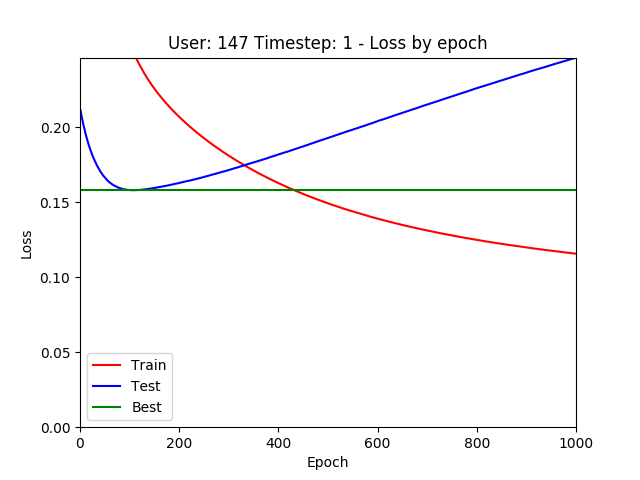 User: 147 Timestep: 1 - Loss by epoch
Loss
0.20
0.15
0.10
0.05
0.00
Train
Test
Best
0 200 400 600 800 1000
Epoch